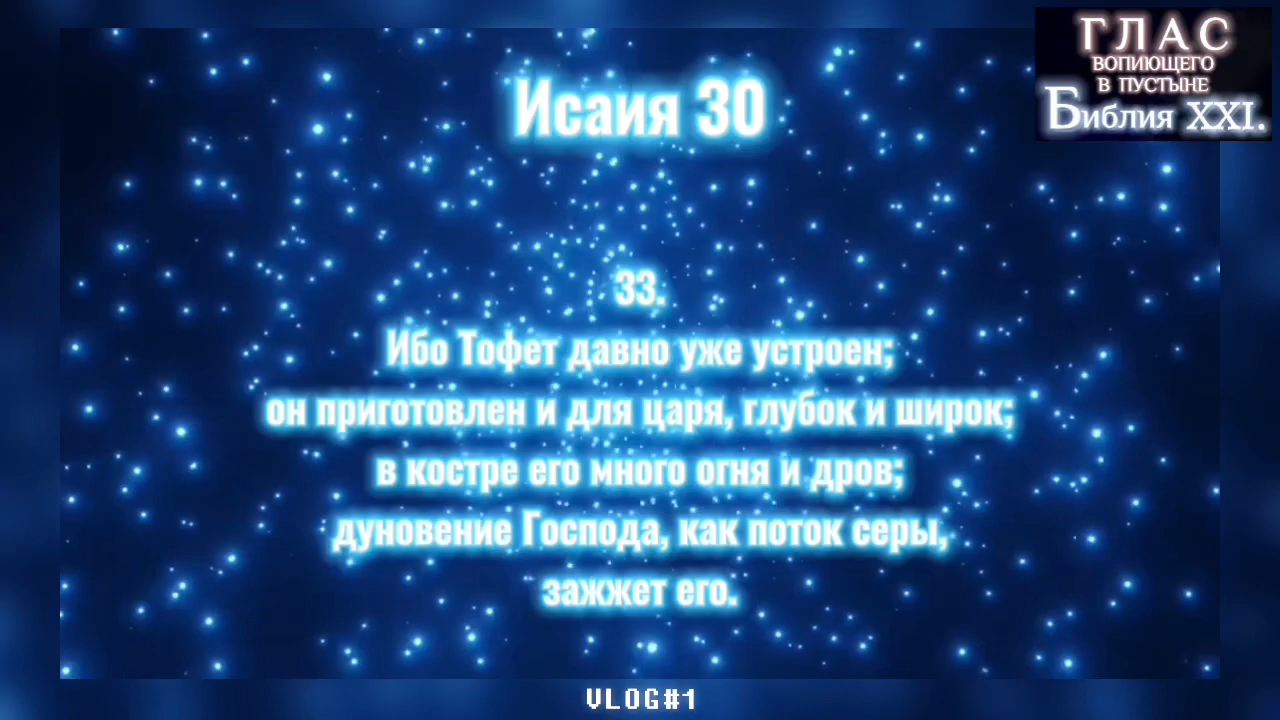 ГЛАС
ВОПИЮЩЕГО
В ПУСТЫНЕ
Библия XXI.
Исаия 30
33.
Ибо Тофет давно уже устроен;
он приготовлен и для царя, глубок и широк;
в костре его много огня и дров;
дуновение Господа, как поток серы,
зажжет его.
VLOG#1